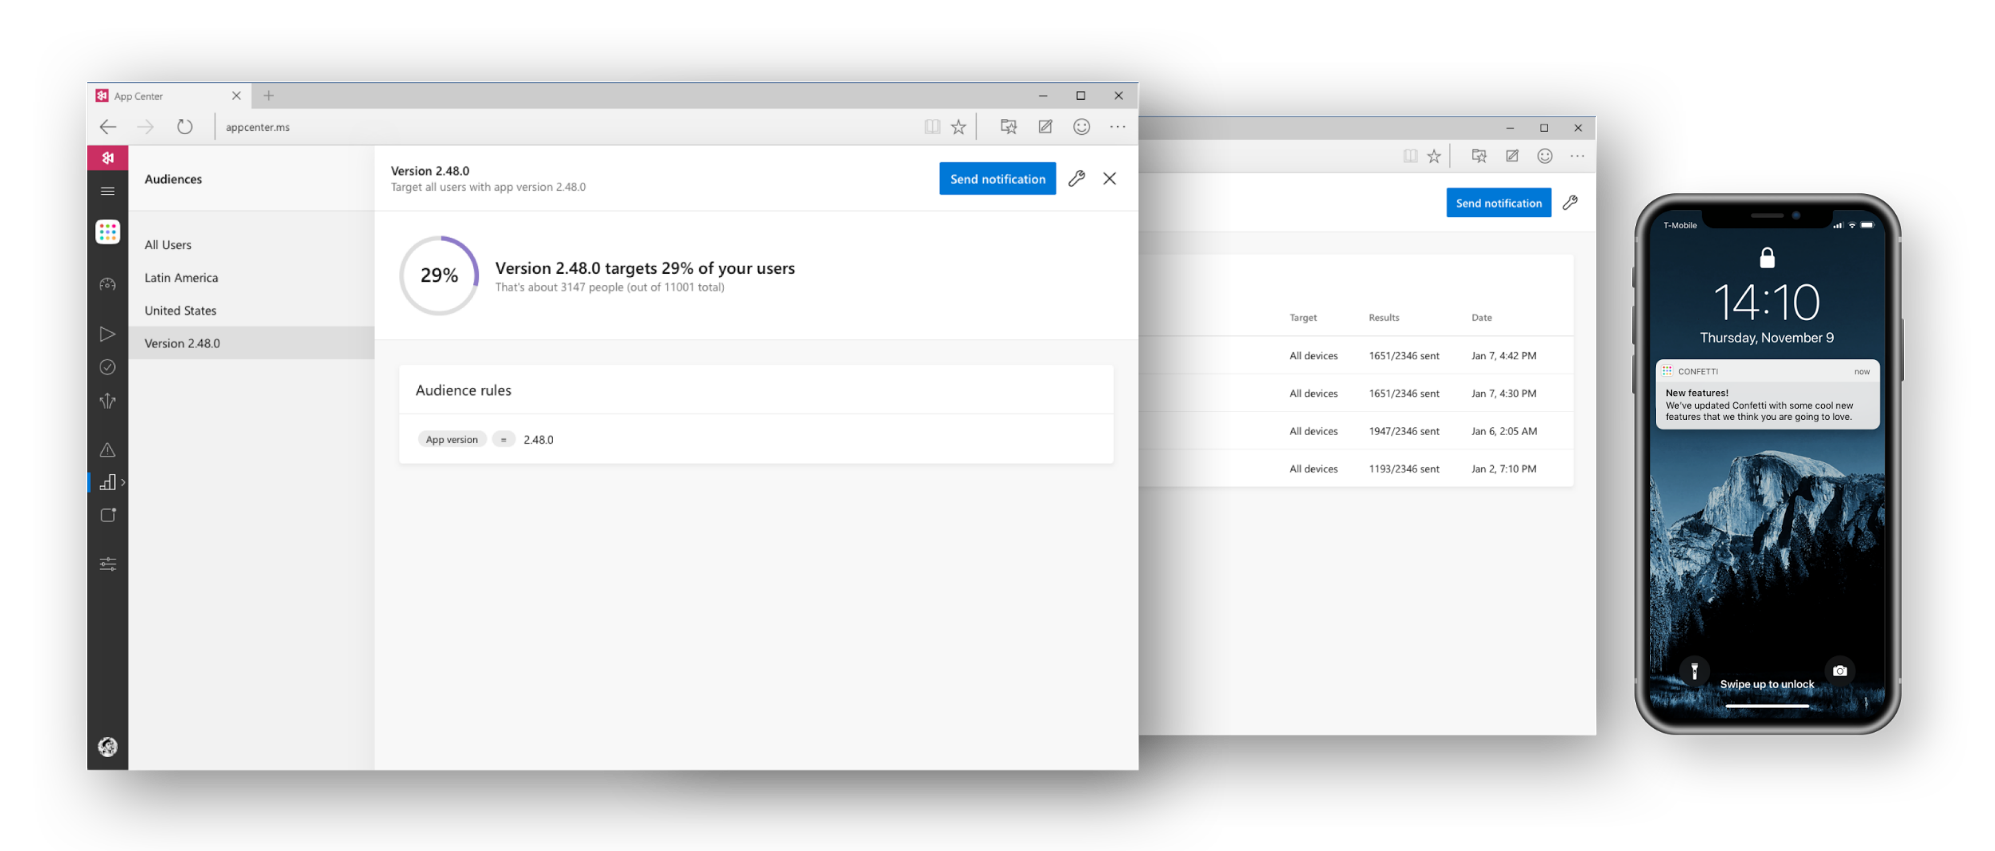 App Center
appcenter.ms
Audiences
All Users
Latin America
United States
Version 2.48.0
Version 2.48.0
Target all users with app version 2.48.0
Send notification
29%
Version 2.48.0 targets 29% of your users
That's about 3147 people (out of 11001 total)
Audience rules
App version = 2.48.0
Send notification
Target Results Date
All devices 1651/2346 sent Jan 7, 4:42 PM
All devices 1651/2346 sent Jan 7, 4:30 PM
All devices 1947/2346 sent Jan 6, 2:05 AM
All devices 1193/2346 sent Jan 2, 7:10 PM
T-Mobile
14:10
Thursday, November 9
CONFETTI now
New features!
We've updated Confetti with some cool new
features that we think you are going to love.
Swipe up to unlock